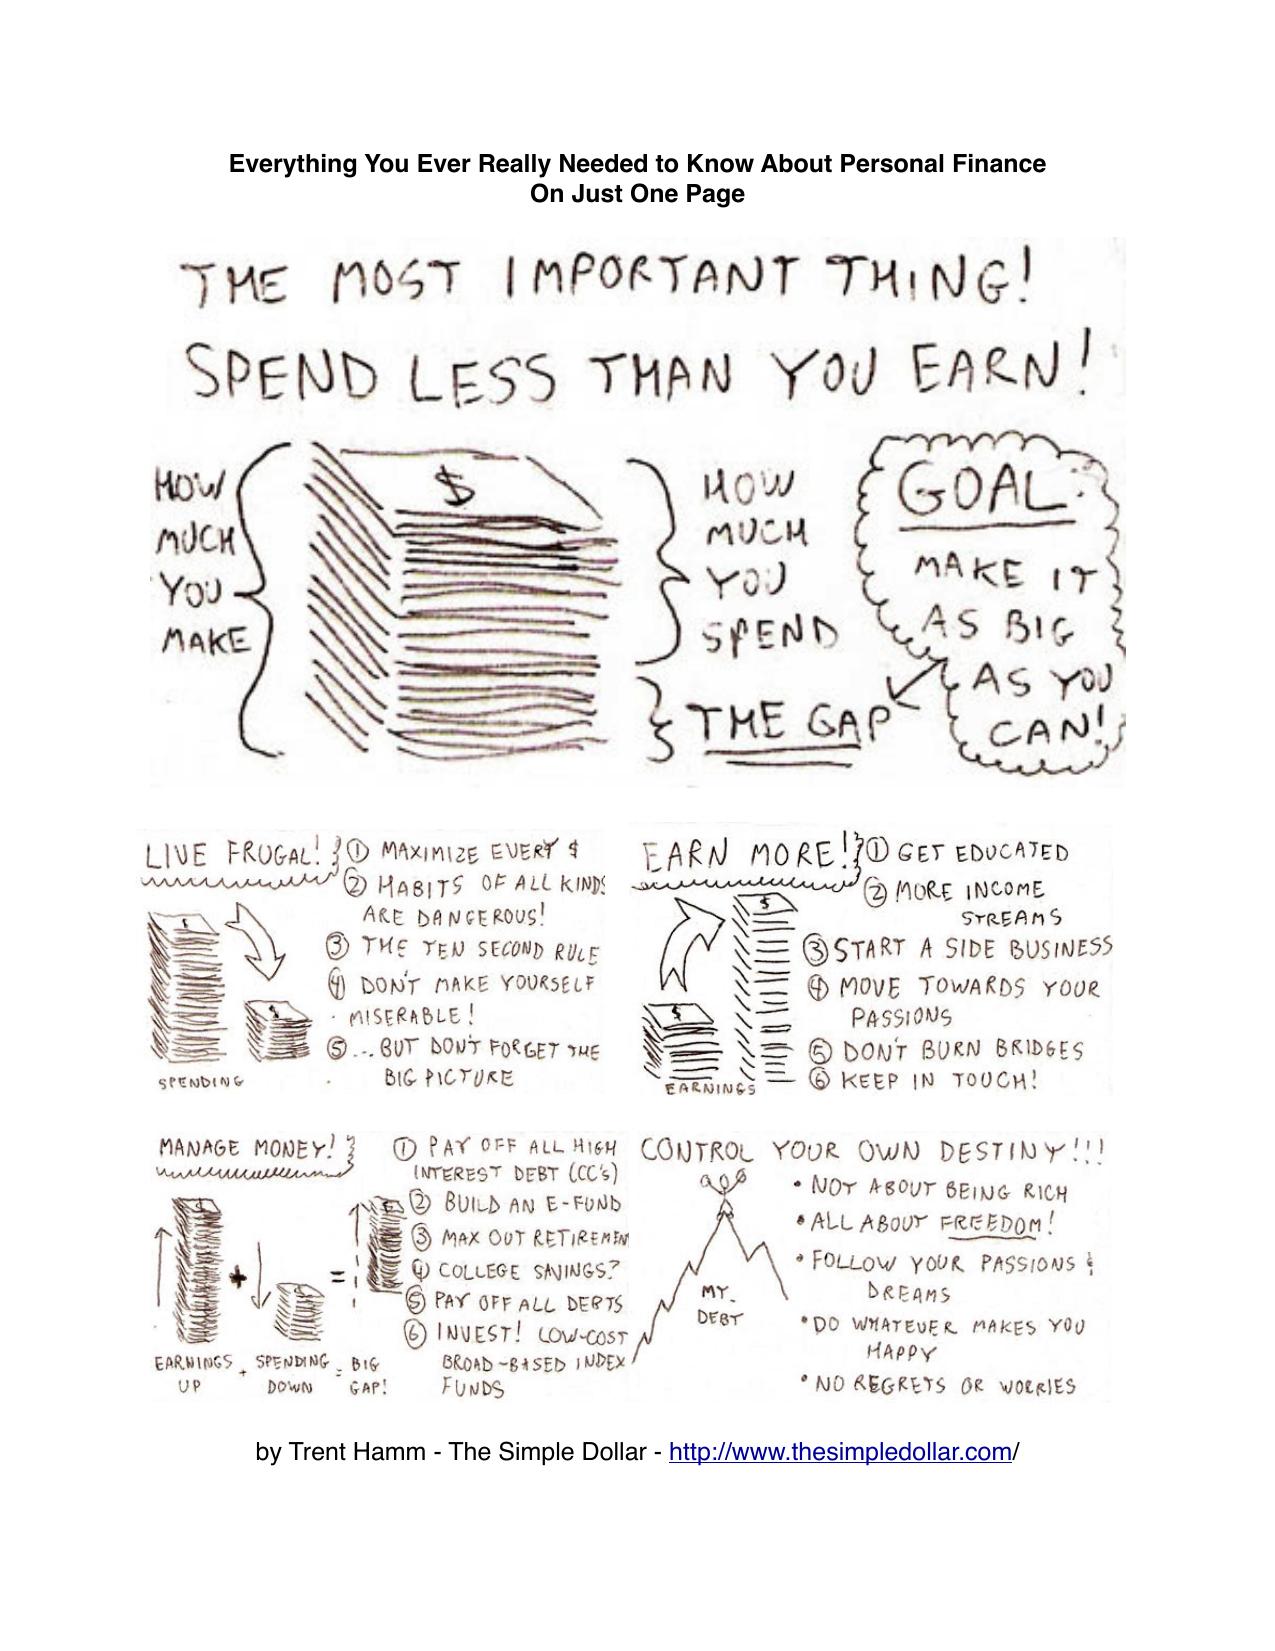 Everything You Ever Really Needed to Know About Personal Finance
On Just One Page
THE MOST IMPORTANT THING!
SPEND LESS THAN YOU EARN!
HOW
MUCH
YOU
MAKE
$
HOW
MUCH
YOU
SPEND
THE GAP
GOAL:
MAKE IT
AS BIG
AS YOU
CAN!
LIVE FRUGAL!
① MAXIMIZE EVERY $
② HABITS OF ALL KINDS
ARE DANGEROUS!
③ THE TEN SECOND RULE
④ DON'T MAKE YOURSELF
MISERABLE!
⑤ ...BUT DON'T FORGET THE
BIG PICTURE
$
$
SPENDING
EARN MORE!
① GET EDUCATED
② MORE INCOME
STREAMS
③ START A SIDE BUSINESS
④ MOVE TOWARDS YOUR
PASSIONS
⑤ DON'T BURN BRIDGES
⑥ KEEP IN TOUCH!
$
$
EARNINGS
MANAGE MONEY!
① PAY OFF ALL HIGH
INTEREST DEBT (CC'S)
② BUILD AN E-FUND
③ MAX OUT RETIREMEN
④ COLLEGE SAVINGS?
⑤ PAY OFF ALL DEBTS
⑥ INVEST! LOW-COST
BROAD-BASED INDEX
FUNDS
+ =
EARNINGS + SPENDING = BIG
UP DOWN GAP!
CONTROL YOUR OWN DESTINY!!!
• NOT ABOUT BEING RICH
• ALL ABOUT FREEDOM!
• FOLLOW YOUR PASSIONS &
DREAMS
• DO WHATEVER MAKES YOU
HAPPY
• NO REGRETS OR WORRIES
MY
DEBT
by Trent Hamm - The Simple Dollar - http://www.thesimpledollar.com/